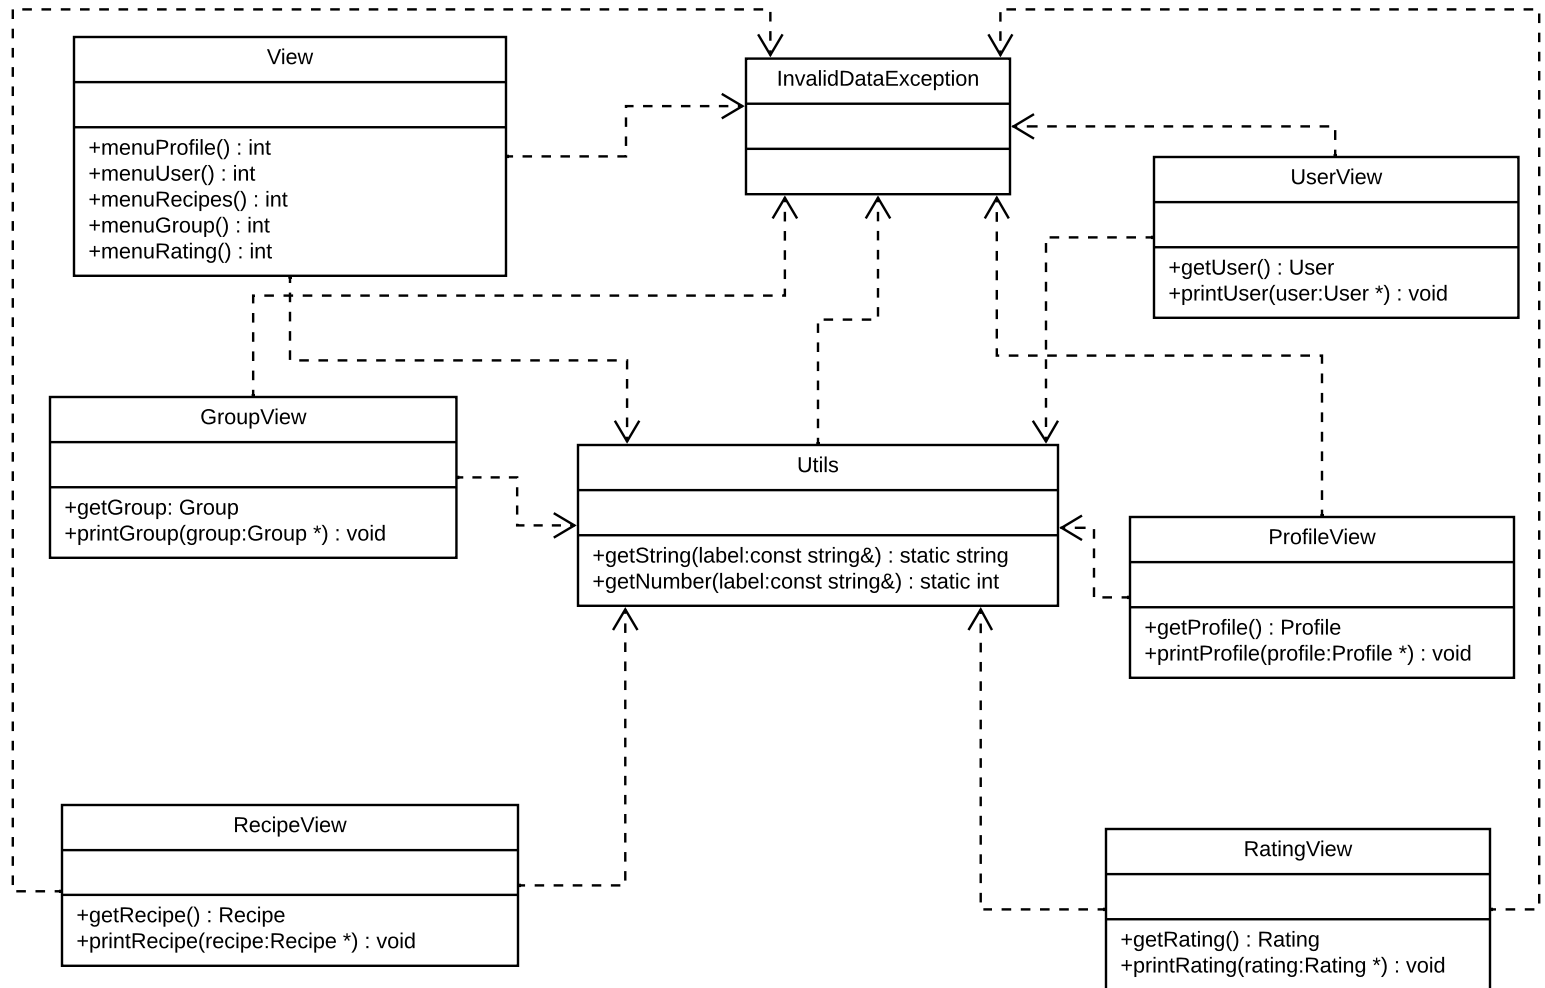 View
+menuProfile() : int
+menuUser() : int
+menuRecipes() : int
+menuGroup() : int
+menuRating() : int
InvalidDataException
UserView
+getUser() : User
+printUser(user:User *) : void
GroupView
+getGroup: Group
+printGroup(group:Group *) : void
Utils
+getString(label:const string&) : static string
+getNumber(label:const string&) : static int
ProfileView
+getProfile() : Profile
+printProfile(profile:Profile *) : void
RecipeView
+getRecipe() : Recipe
+printRecipe(recipe:Recipe *) : void
RatingView
+getRating() : Rating
+printRating(rating:Rating *) : void